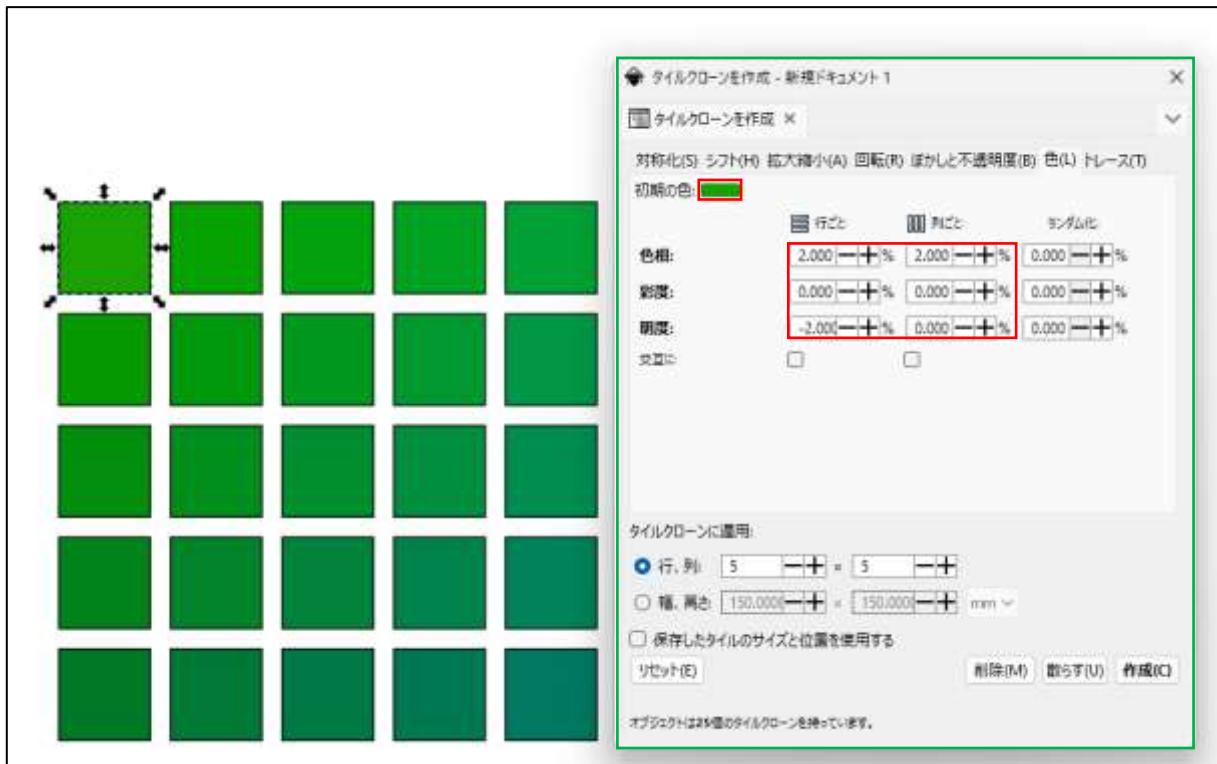 タイルクローンを作成 - 新規ドキュメント 1
タイルクローンを作成
対称化(S) シフト(H) 拡大縮小(A) 回転(R) ぼかしと不透明度(B) 色(L) トレース(T)
初期の色:
行ごと 列ごと ランダム化
色相: 2.000 % 2.000 % 0.000 %
彩度: 0.000 % 0.000 % 0.000 %
明度: -2.000 % 0.000 % 0.000 %
交互に
タイルクローンに適用:
行、列: 5 × 5
幅、高さ: 150.000 × 150.000 mm
保存したタイルのサイズと位置を使用する
リセット(E) 削除(M) 散らす(U) 作成(C)
オブジェクトは25個のタイルクローンを持っています。